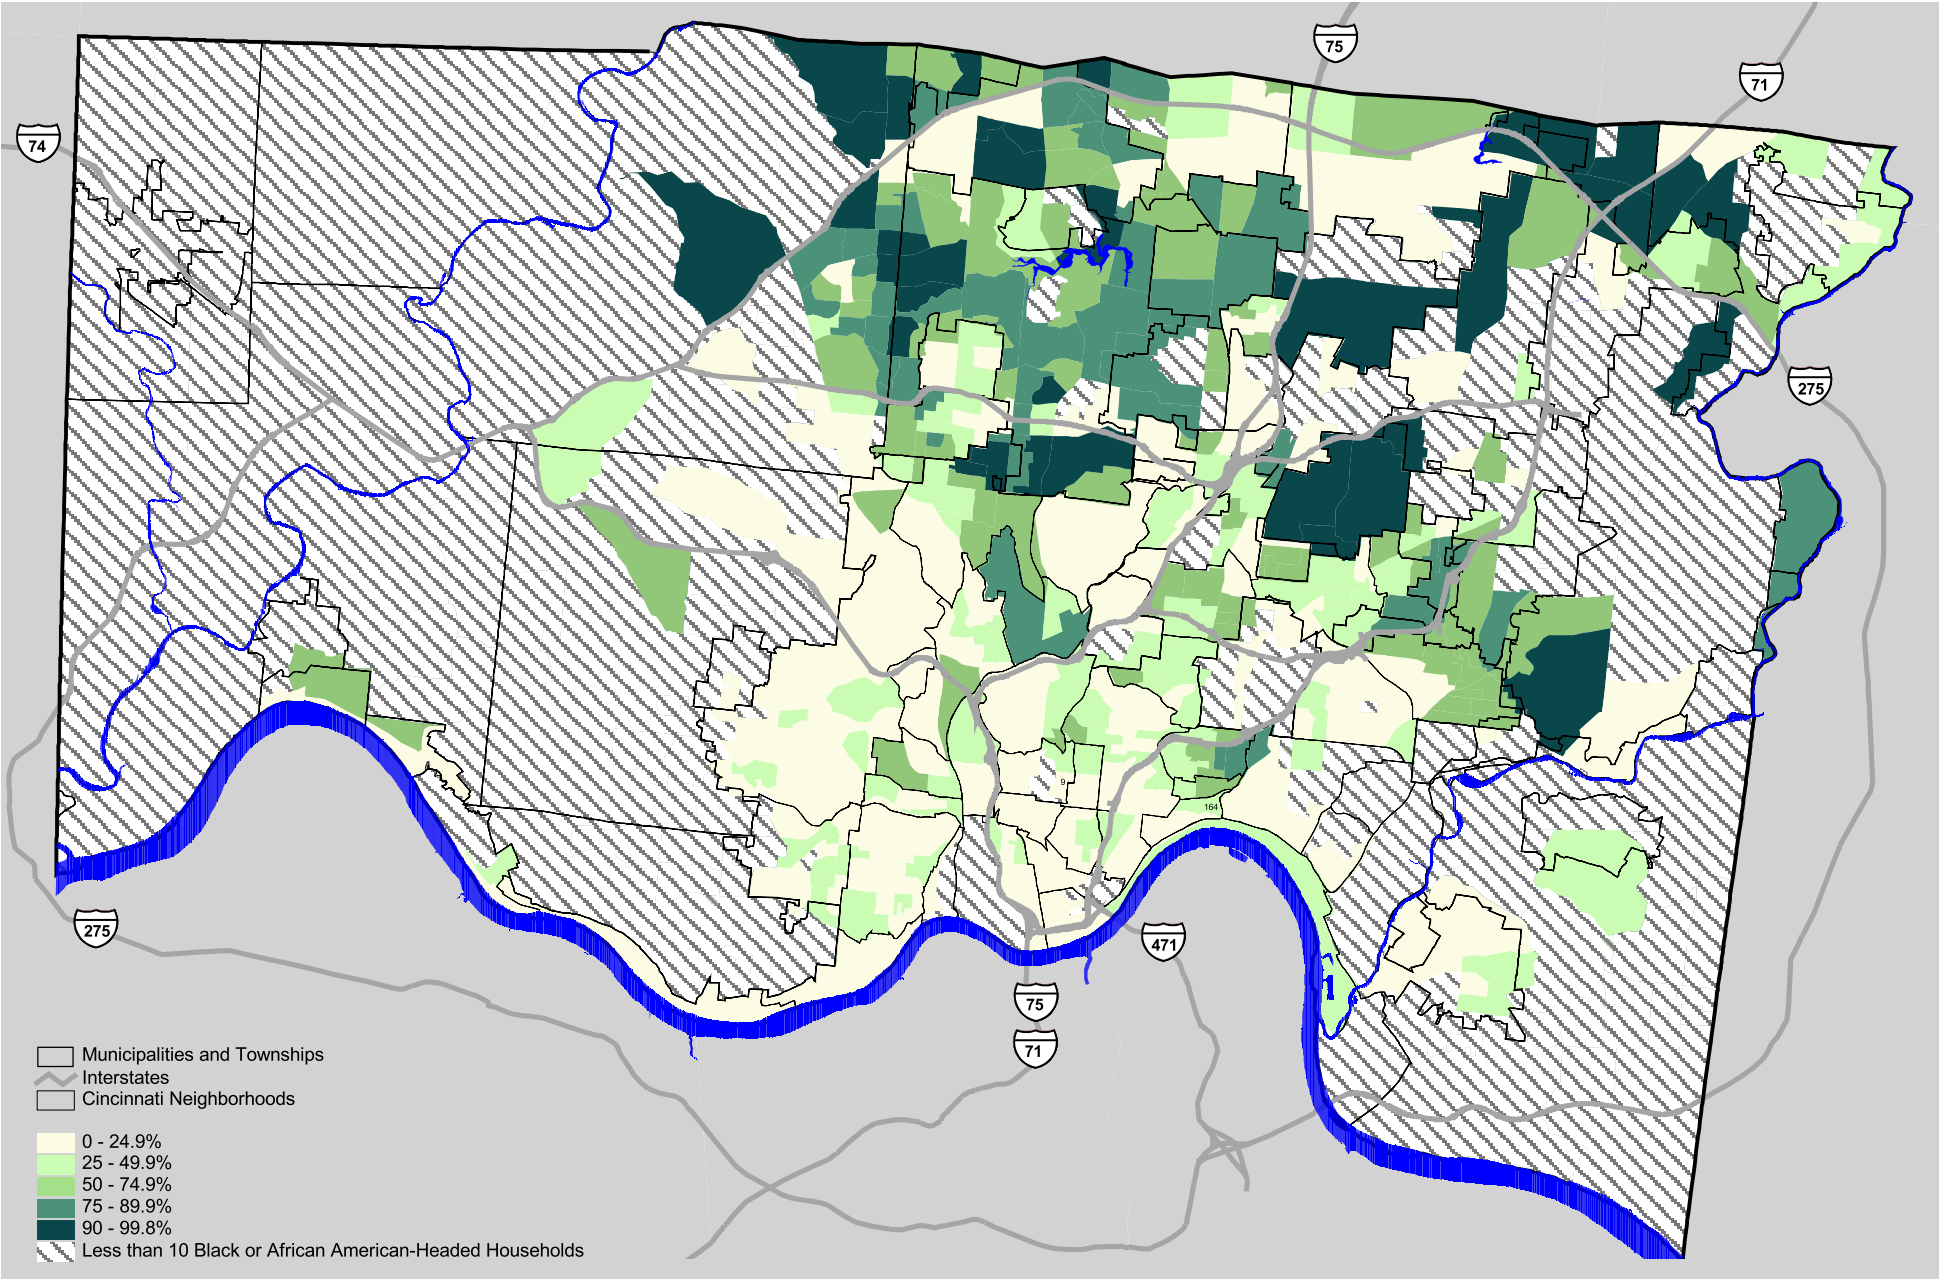 75
71
74
275
9
164
275
471
75
71
Municipalities and Townships
Interstates
Cincinnati Neighborhoods
0 - 24.9%
25 - 49.9%
50 - 74.9%
75 - 89.9%
90 - 99.8%
Less than 10 Black or African American-Headed Households